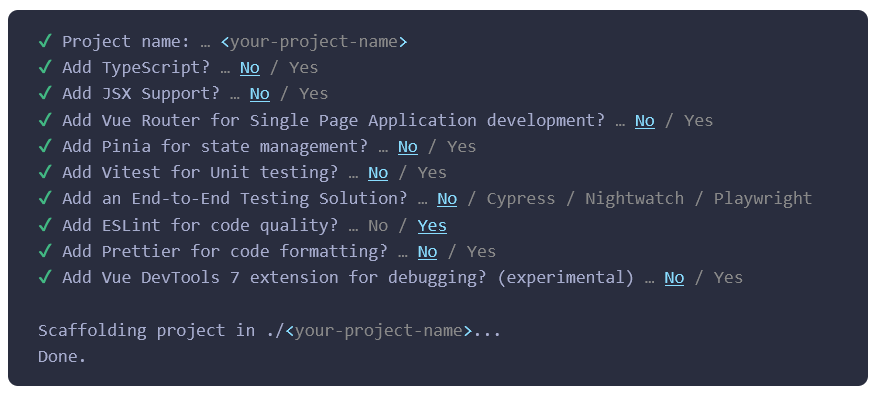 ✓ Project name: … <your-project-name>
✓ Add TypeScript? … No / Yes
✓ Add JSX Support? … No / Yes
✓ Add Vue Router for Single Page Application development? … No / Yes
✓ Add Pinia for state management? … No / Yes
✓ Add Vitest for Unit testing? … No / Yes
✓ Add an End-to-End Testing Solution? … No / Cypress / Nightwatch / Playwright
✓ Add ESLint for code quality? … No / Yes
✓ Add Prettier for code formatting? … No / Yes
✓ Add Vue DevTools 7 extension for debugging? (experimental) … No / Yes
Scaffolding project in ./<your-project-name>...
Done.